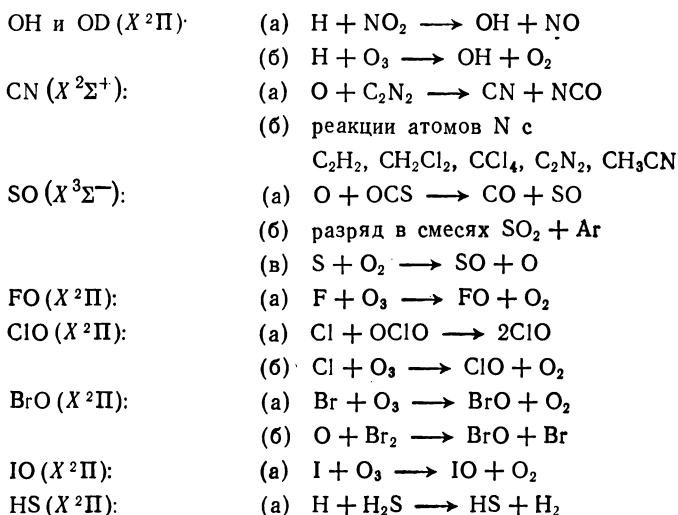 OH и OD (X ²Π)· (а) H + NO₂ ⟶ OH + NO
(б) H + O₃ ⟶ OH + O₂
CN (X ²Σ⁺): (а) O + C₂N₂ ⟶ CN + NCO
(б) реакции атомов N с
C₂H₂, CH₂Cl₂, CCl₄, C₂N₂, CH₃CN
SO (X ³Σ⁻): (а) O + OCS ⟶ CO + SO
(б) разряд в смесях SO₂ + Ar
(в) S + O₂ ⟶ SO + O
FO (X ²Π): (а) F + O₃ ⟶ FO + O₂
ClO (X ²Π): (а) Cl + OClO ⟶ 2ClO
(б) Cl + O₃ ⟶ ClO + O₂
BrO (X ²Π): (а) Br + O₃ ⟶ BrO + O₂
(б) O + Br₂ ⟶ BrO + Br
IO (X ²Π): (а) I + O₃ ⟶ IO + O₂
HS (X ²Π): (а) H + H₂S ⟶ HS + H₂